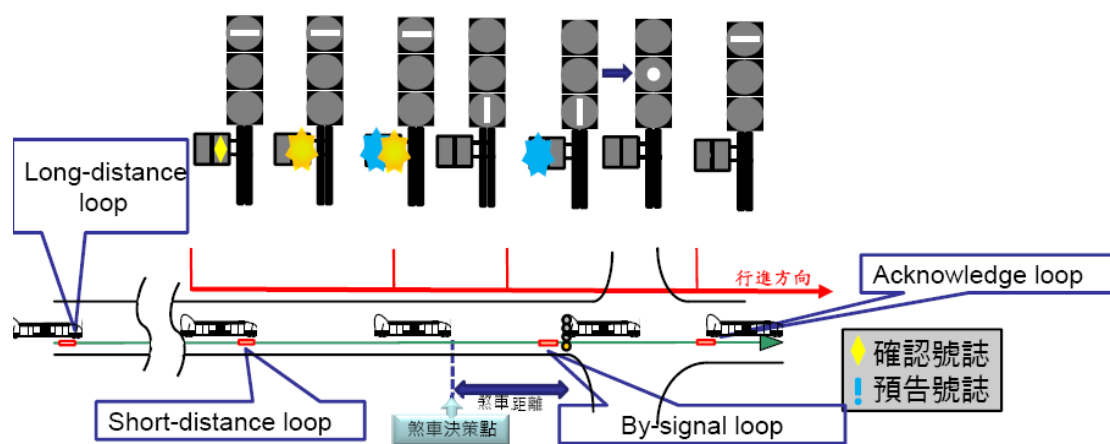 Long-distance
loop
行進方向
Acknowledge loop
確認號誌
預告號誌
煞車距離
Short-distance loop
煞車決策點
By-signal loop